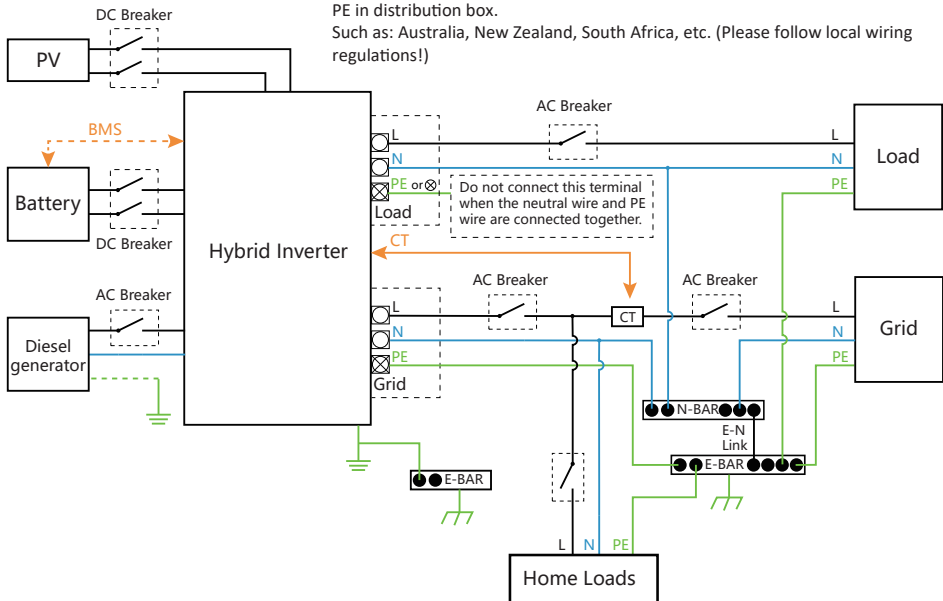 PE in distribution box.
Such as: Australia, New Zealand, South Africa, etc. (Please follow local wiring
regulations!)
DC Breaker
PV
BMS
Battery
DC Breaker
AC Breaker
Diesel
generator
Hybrid Inverter
L
N
PE or
Load
Do not connect this terminal
when the neutral wire and PE
wire are connected together.
AC Breaker
L
N
PE
Load
CT
L
N
PE
Grid
AC Breaker
CT
AC Breaker
L
N
PE
Grid
N-BAR
E-N
Link
E-BAR
E-BAR
L
N
PE
Home Loads